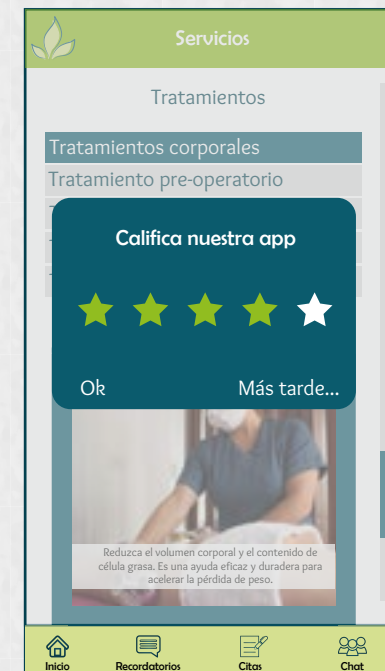 Servicios
Tratamientos
Tratamientos corporales
Tratamiento pre-operatorio
Califica nuestra app
Ok Más tarde...
Reduzca el volumen corporal y el contenido de
célula grasa. Es una ayuda eficaz y duradera para
acelerar la pérdida de peso.
Inicio Recordatorios Citas Chat